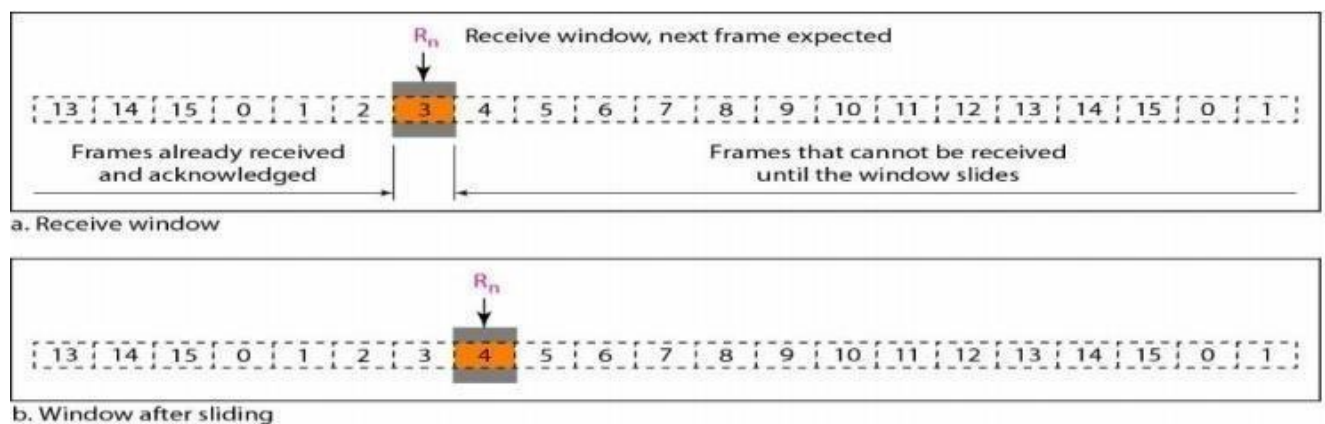 Rn Receive window, next frame expected
13 14 15 0 1 2 3 4 5 6 7 8 9 10 11 12 13 14 15 0 1
Frames already received
and acknowledged
Frames that cannot be received
until the window slides
a. Receive window
Rn
13 14 15 0 1 2 3 4 5 6 7 8 9 10 11 12 13 14 15 0 1
b. Window after sliding